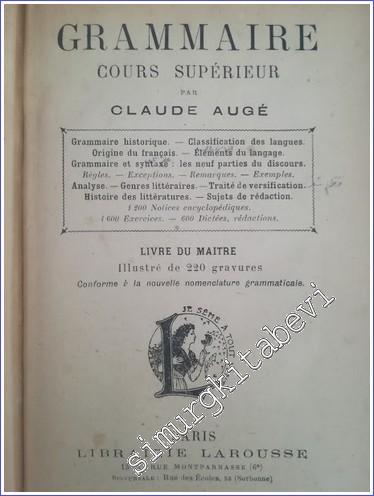 GRAMMAIRE
COURS SUPÉRIEUR
PAR
CLAUDE AUGÉ
Grammaire historique. — Classification des langues.
Origine du français. — Éléments du langage.
Grammaire et syntaxe : les neuf parties du discours.
Règles. — Exceptions. — Remarques. — Exemples.
Analyse. — Genres littéraires. — Traité de versification.
Histoire des littératures. — Sujets de rédaction.
1 200 Notices encyclopédiques.
1 600 Exercices. — 600 Dictées, rédactions.
LIVRE DU MAITRE
Illustré de 220 gravures
Conforme à la nouvelle nomenclature grammaticale.
JE SÈME A TOUT
PARIS
LIBRAIRIE LAROUSSE
RUE MONTPARNASSE (6e)
SUCCURSALE : Rue des Écoles, 58 (Sorbonne)
simurgkitabevi